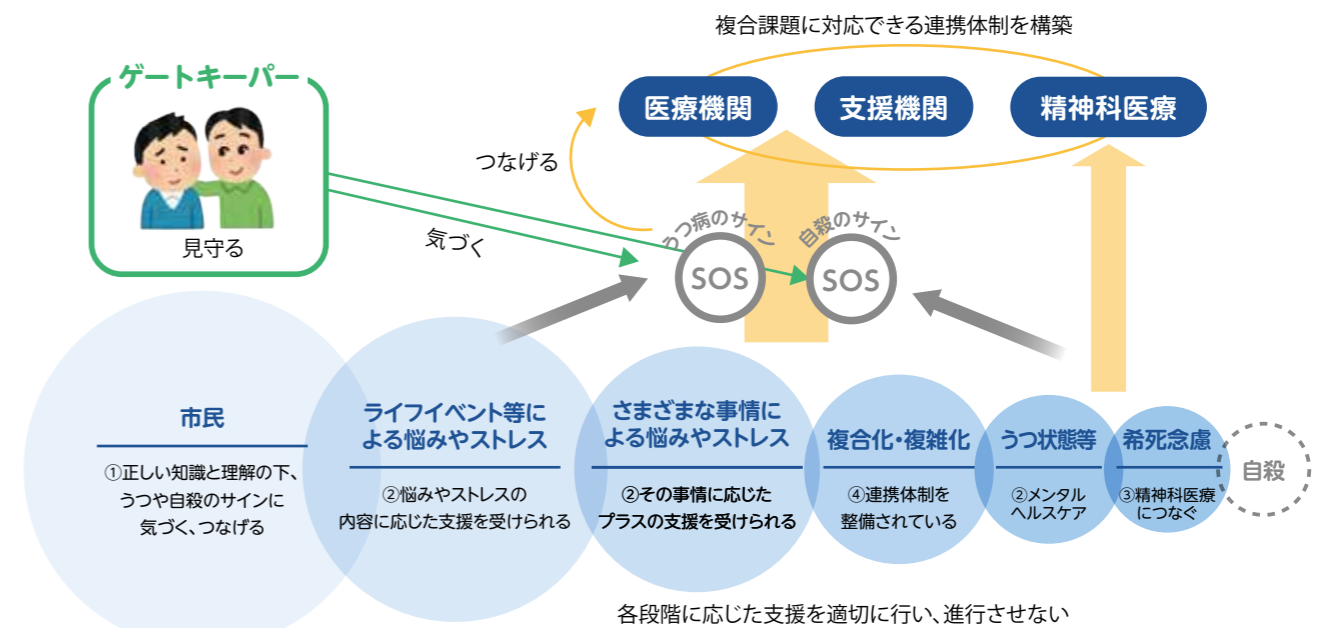 複合課題に対応できる連携体制を構築
ゲートキーパー
見守る
医療機関
支援機関
精神科医療
つなげる
気づく
うつ病のサイン
SOS
自殺のサイン
SOS
市民
①正しい知識と理解の下、
うつや自殺のサインに
気づく、つなげる
ライフイベント等に
よる悩みやストレス
②悩みやストレスの
内容に応じた支援を受けられる
さまざまな事情に
よる悩みやストレス
②その事情に応じた
プラスの支援を受けられる
複合化・複雑化
④連携体制を
整備されている
うつ状態等
②メンタル
ヘルスケア
希死念慮
③精神科医療
につなぐ
自殺
各段階に応じた支援を適切に行い、進行させない